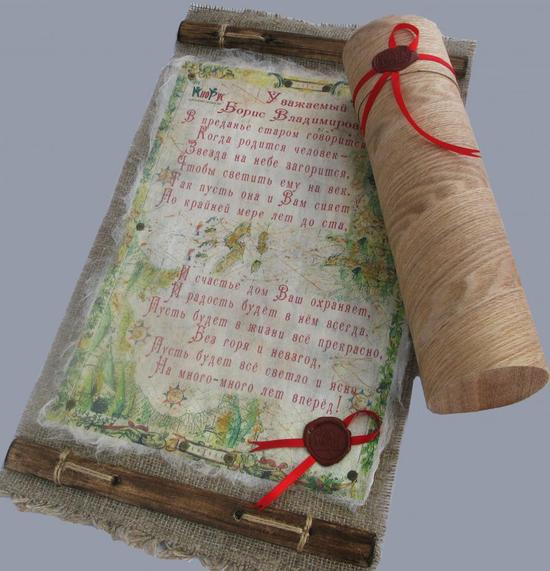 КлоРис
Уважаемый
Борис Владимирович
В преданье старом говорится:
Когда родится человек—
Звезда на небе загорится.
Чтобы светить ему на век.
Так пусть она и Вам сияет
По крайней мере лет до ста,
И счастье дом Ваш охраняет,
И радость будет в нём всегда.
Пусть будет в жизни всё прекрасно,
Без горя и невзгод,
Пусть будет всё светло и ясно
На много-много лет вперёд!